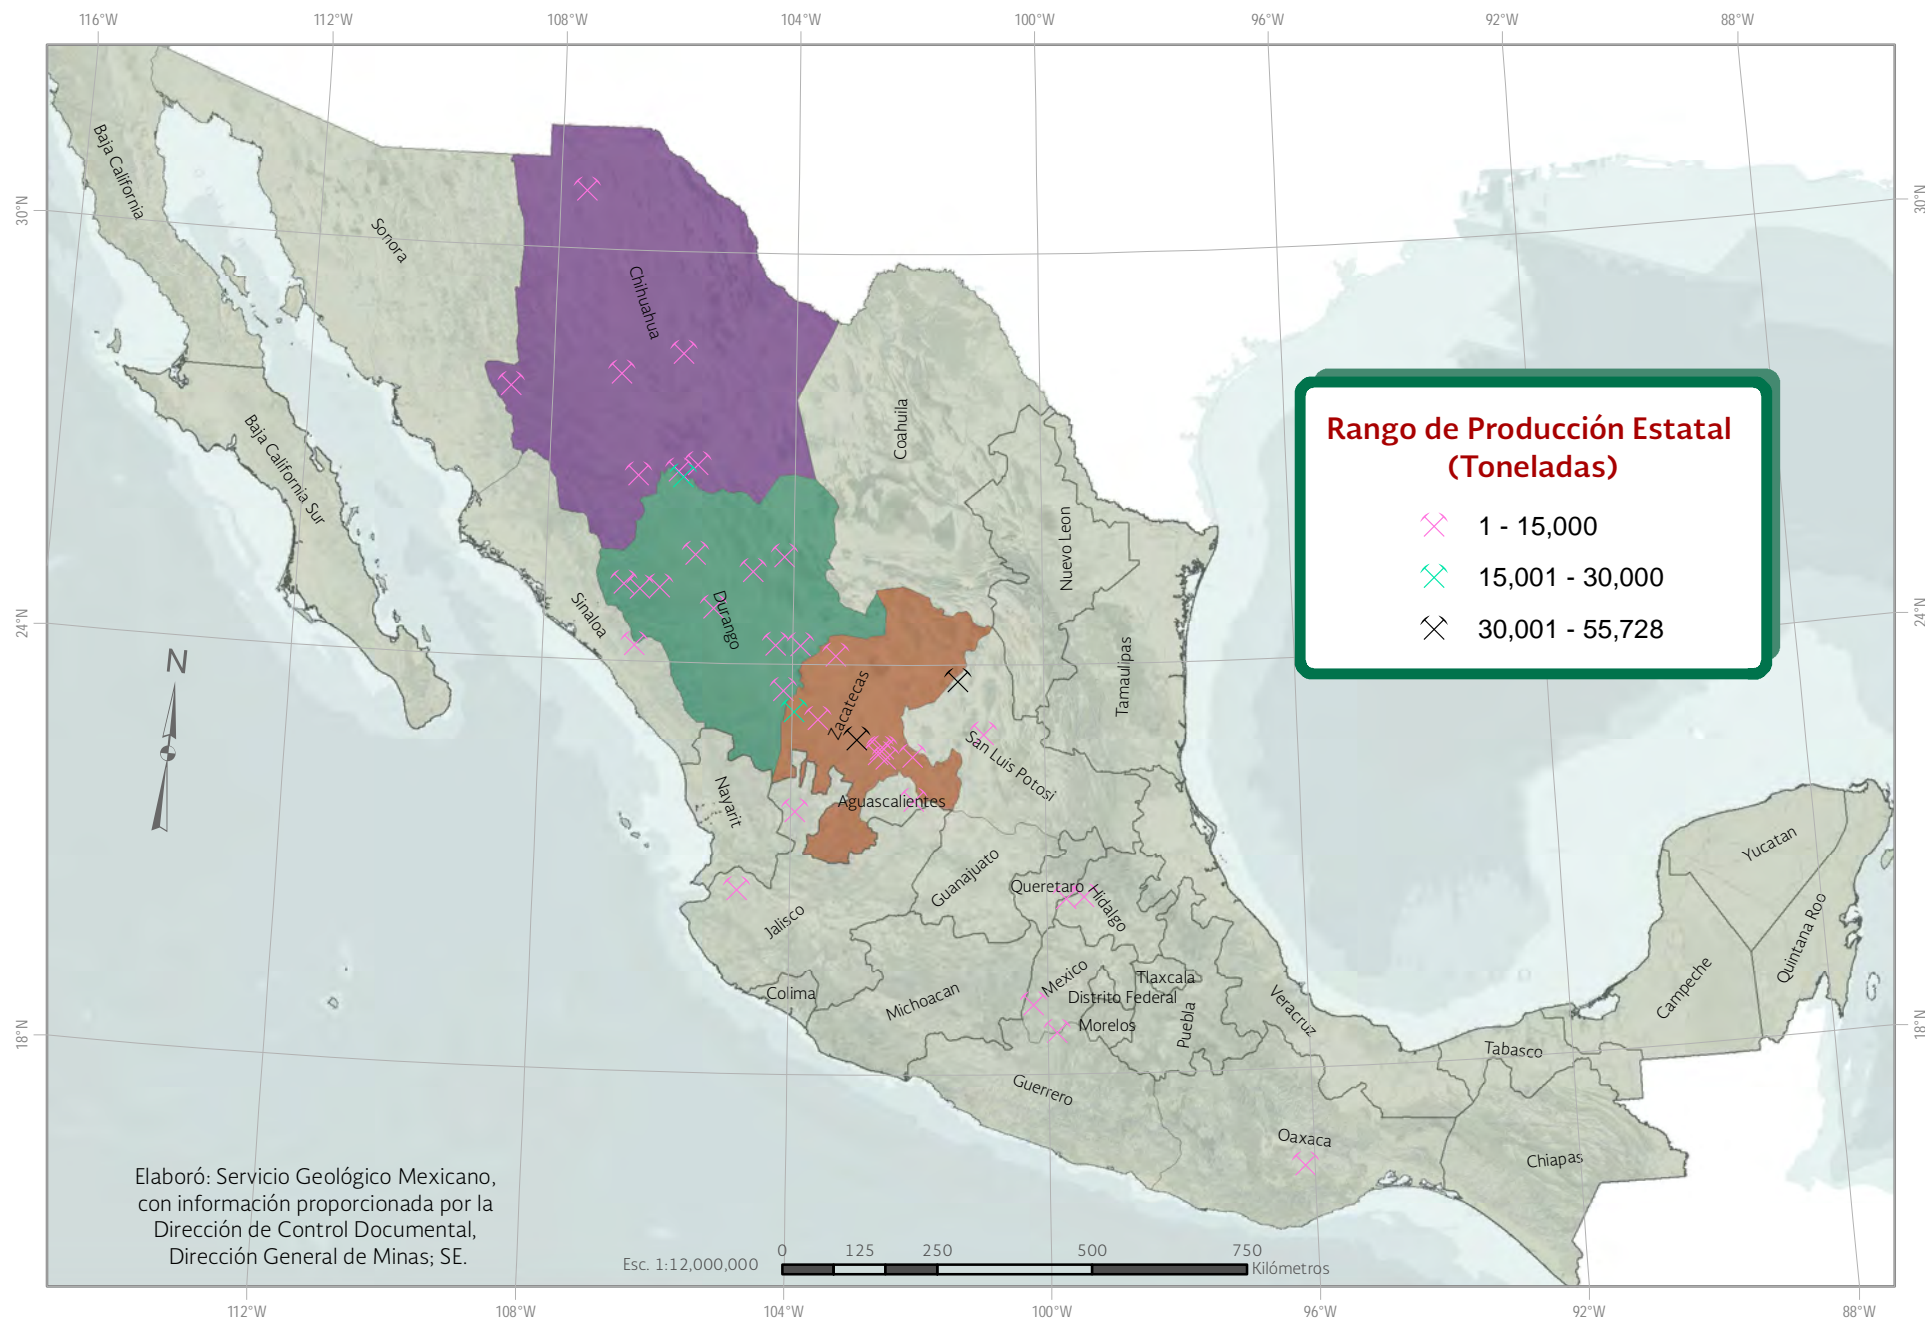 116°W
112°W
108°W
104°W
100°W
96°W
92°W
88°W
30°N
30°N
24°N
24°N
18°N
18°N
Baja California
Sonora
Chihuahua
Coahuila
Baja California Sur
Nuevo Leon
Sinaloa
Durango
Tamaulipas
Zacatecas
San Luis Potosi
Nayarit
Aguascalientes
Guanajuato
Queretaro
Hidalgo
Jalisco
Yucatan
Quintana Roo
Campeche
Colima
Michoacan
Mexico
Tlaxcala
Distrito Federal
Morelos
Puebla
Veracruz
Tabasco
Guerrero
Oaxaca
Chiapas
Rango de Producción Estatal
(Toneladas)
1 - 15,000
15,001 - 30,000
30,001 - 55,728
N
Elaboró: Servicio Geológico Mexicano,
con información proporcionada por la
Dirección de Control Documental,
Dirección General de Minas; SE.
Esc. 1:12,000,000
0 125 250 500 750
Kilómetros
112°W
108°W
104°W
100°W
96°W
92°W
88°W